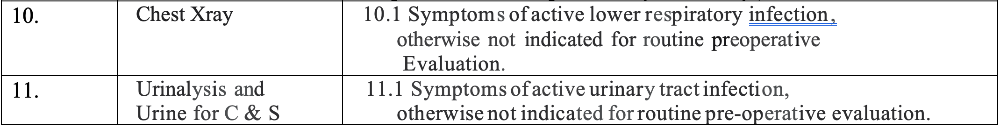 10.
Chest Xray
10.1 Symptoms of active lower respiratory infection,
otherwise not indicated for routine preoperative
Evaluation.
11.
Urinalysis and
Urine for C & S
11.1 Symptoms of active urinary tract infection,
otherwise not indicated for routine pre-operative evaluation.